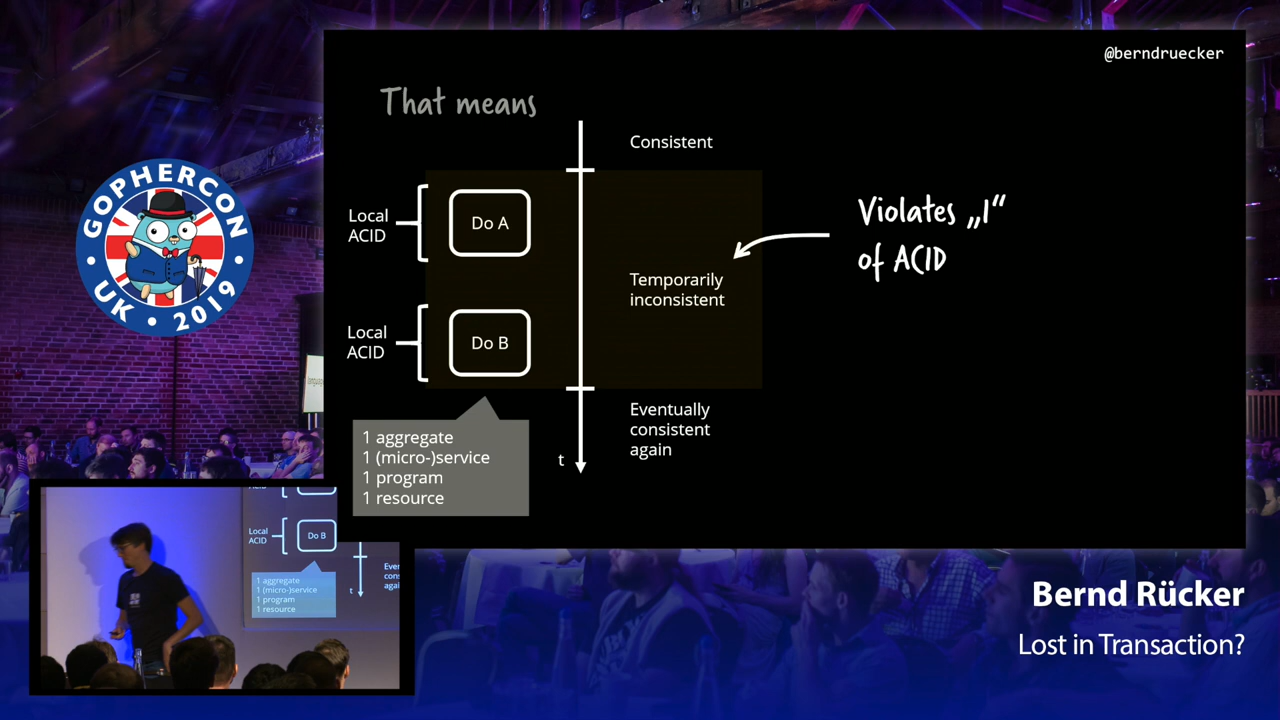 @berndruecker
That means
Consistent
Local
ACID
Do A
Violates „I“
of ACID
Temporarily
inconsistent
Local
ACID
Do B
Eventually
consistent
again
1 aggregate
1 (micro-)service
1 program
1 resource
t
GOPHERCON
UK • 2019
Local
ACID
Do B
1 aggregate
1 (micro-)service
1 program
1 resource
t
Bernd Rücker
Lost in Transaction?